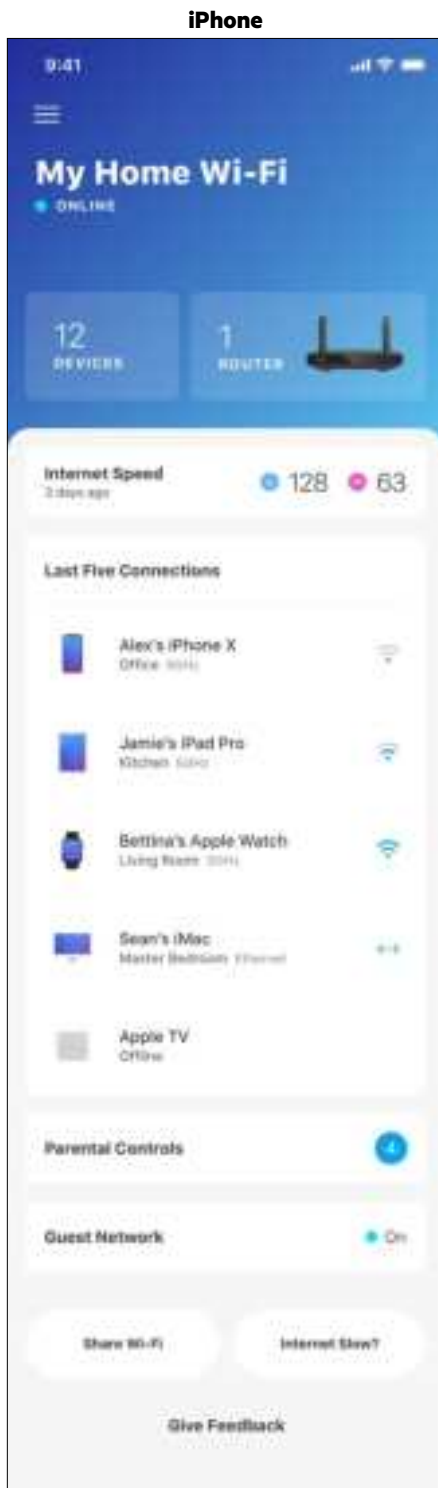 iPhone
9:41
My Home Wi-Fi
ONLINE
12
DEVICES
1
ROUTER
Internet Speed
3 days ago
128 63
Last Five Connections
Alex's iPhone X
Office
Jamie's iPad Pro
Kitchen
Bettina's Apple Watch
Living Room
Sean's iMac
Master Bedroom Ethernet
Apple TV
Offline
Parental Controls
Guest Network On
Share Wi-Fi Internet Slow?
Give Feedback